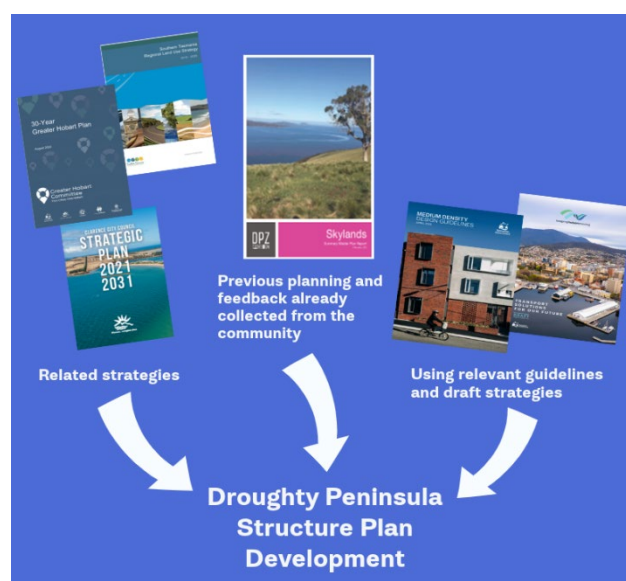 Southern Tasmania
Regional Land Use Strategy
30-Year
Greater Hobart Plan
Greater Hobart
Committee
CLARENCE CITY COUNCIL
STRATEGIC
PLAN
2021
2031
DPZ
Skylands
MEDIUM DENSITY
DESIGN GUIDELINES
TRANSPORT
SOLUTIONS
FOR OUR FUTURE
Related strategies
Previous planning and
feedback already
collected from the
community
Using relevant guidelines
and draft strategies
Droughty Peninsula
Structure Plan
Development